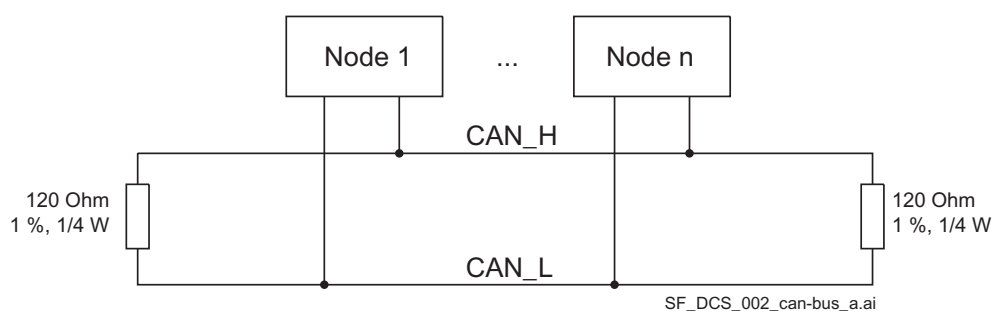 Node 1
...
Node n
CAN_H
120 Ohm
1 %, 1/4 W
120 Ohm
1 %, 1/4 W
CAN_L
SF_DCS_002_can-bus_a.ai